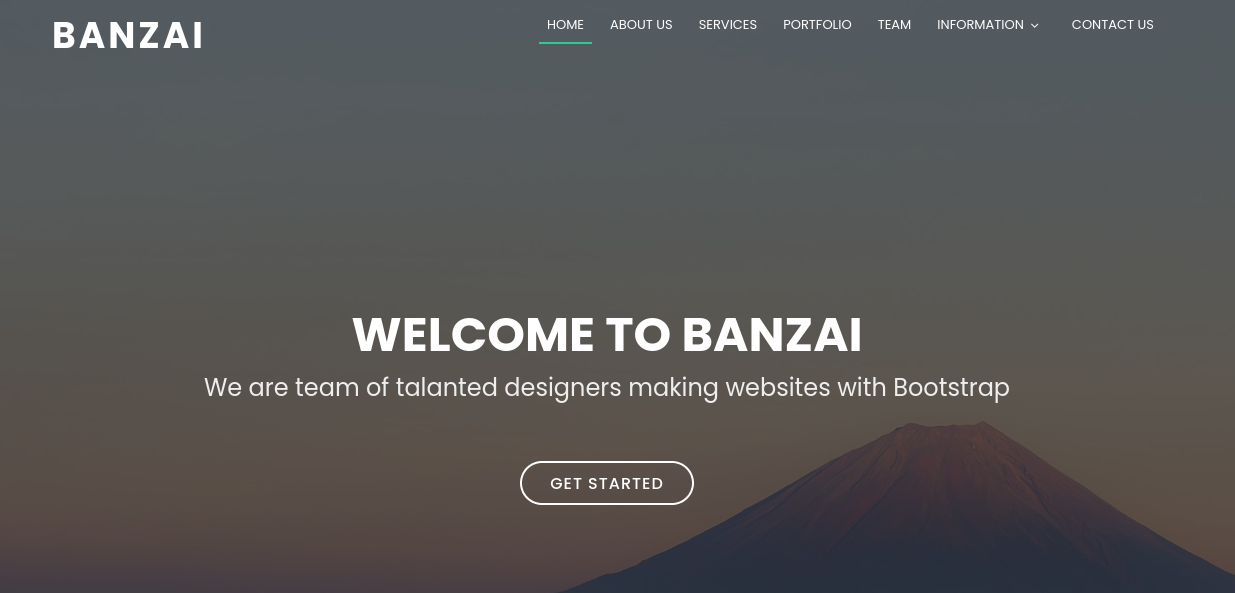 BANZAI
HOME ABOUT US SERVICES PORTFOLIO TEAM INFORMATION CONTACT US
WELCOME TO BANZAI
We are team of talanted designers making websites with Bootstrap
GET STARTED